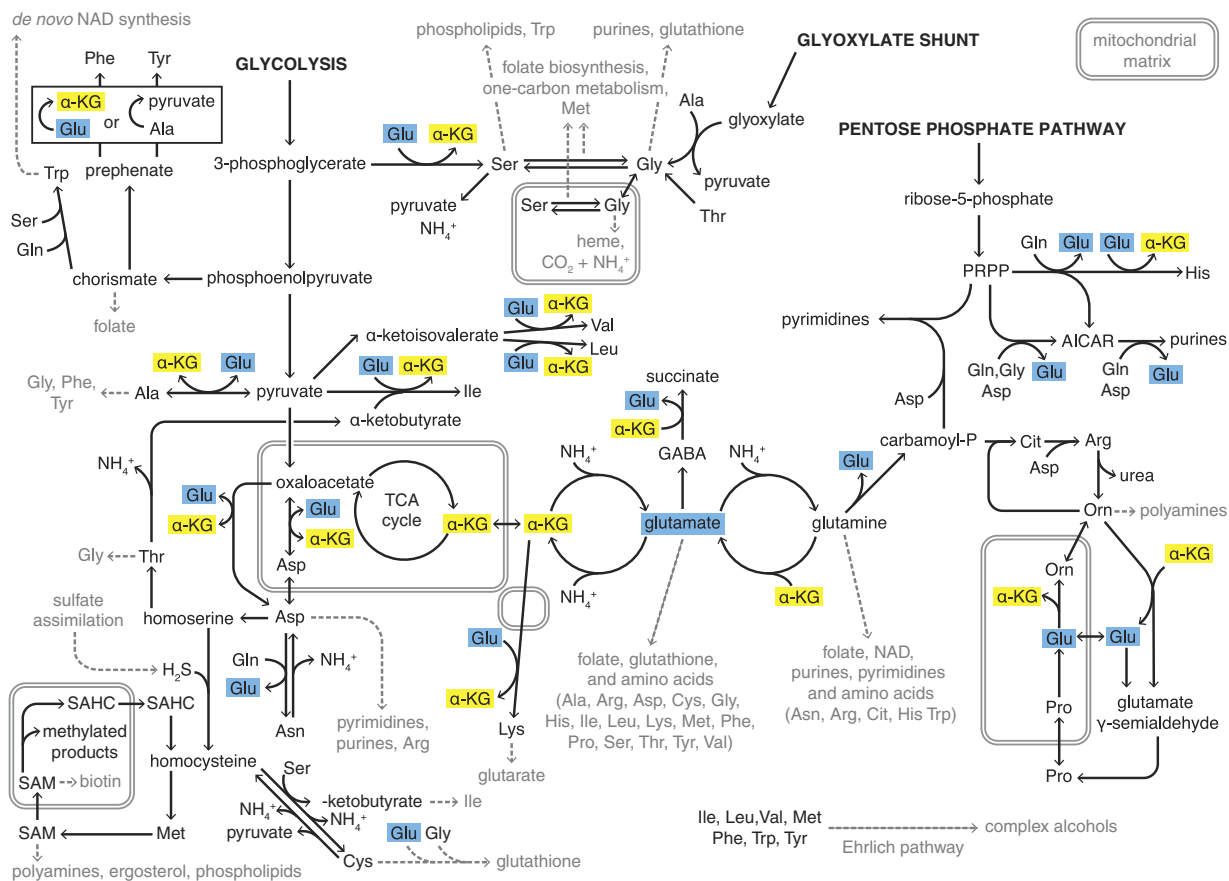 de novo NAD synthesis
Phe
Tyr
α-KG
Glu
or
pyruvate
Ala
Trp
prephenate
Ser
Gln
chorismate
folate
GLYCOLYSIS
3-phosphoglycerate
phosphoenolpyruvate
Glu
α-KG
phospholipids, Trp
purines, glutathione
folate biosynthesis,
one-carbon metabolism,
Met
Ser
Gly
pyruvate
NH₄⁺
Ser
Gly
heme,
CO₂ + NH₄⁺
Ala
glyoxylate
pyruvate
Thr
GLYOXYLATE SHUNT
mitochondrial
matrix
PENTOSE PHOSPHATE PATHWAY
ribose-5-phosphate
PRPP
Gln
Glu
Glu
α-KG
His
pyrimidines
AICAR
purines
Gln, Gly
Asp
Glu
Gln
Asp
Glu
Asp
carbamoyl-P
Cit
Arg
Asp
urea
Orn
polyamines
α-ketoisovalerate
Glu
α-KG
Val
Leu
Glu
α-KG
Gly, Phe,
Tyr
Ala
α-KG
Glu
pyruvate
Glu
α-KG
Ile
α-ketobutyrate
NH₄⁺
Glu
α-KG
oxaloacetate
Glu
α-KG
Asp
TCA
cycle
α-KG
α-KG
NH₄⁺
NH₄⁺
succinate
Glu
α-KG
GABA
glutamate
NH₄⁺
α-KG
glutamine
Glu
Gly
Thr
sulfate
assimilation
homoserine
Asp
H₂S
Gln
Glu
NH₄⁺
Asn
pyrimidines,
purines, Arg
Glu
α-KG
Lys
glutarate
folate, glutathione,
and amino acids
(Ala, Arg, Asp, Cys, Gly,
His, Ile, Leu, Lys, Met, Phe,
Pro, Ser, Thr, Tyr, Val)
folate, NAD,
purines, pyrimidines
and amino acids
(Asn, Arg, Cit, His Trp)
Orn
α-KG
Glu
Glu
α-KG
Pro
glutamate
γ-semialdehyde
Pro
SAHC
SAHC
methylated
products
SAM
biotin
homocysteine
SAM
Met
polyamines, ergosterol, phospholipids
Ser
-ketobutyrate
Ile
NH₄⁺
NH₄⁺
pyruvate
Cys
Glu
Gly
glutathione
Ile, Leu,Val, Met
Phe, Trp, Tyr
Ehrlich pathway
complex alcohols